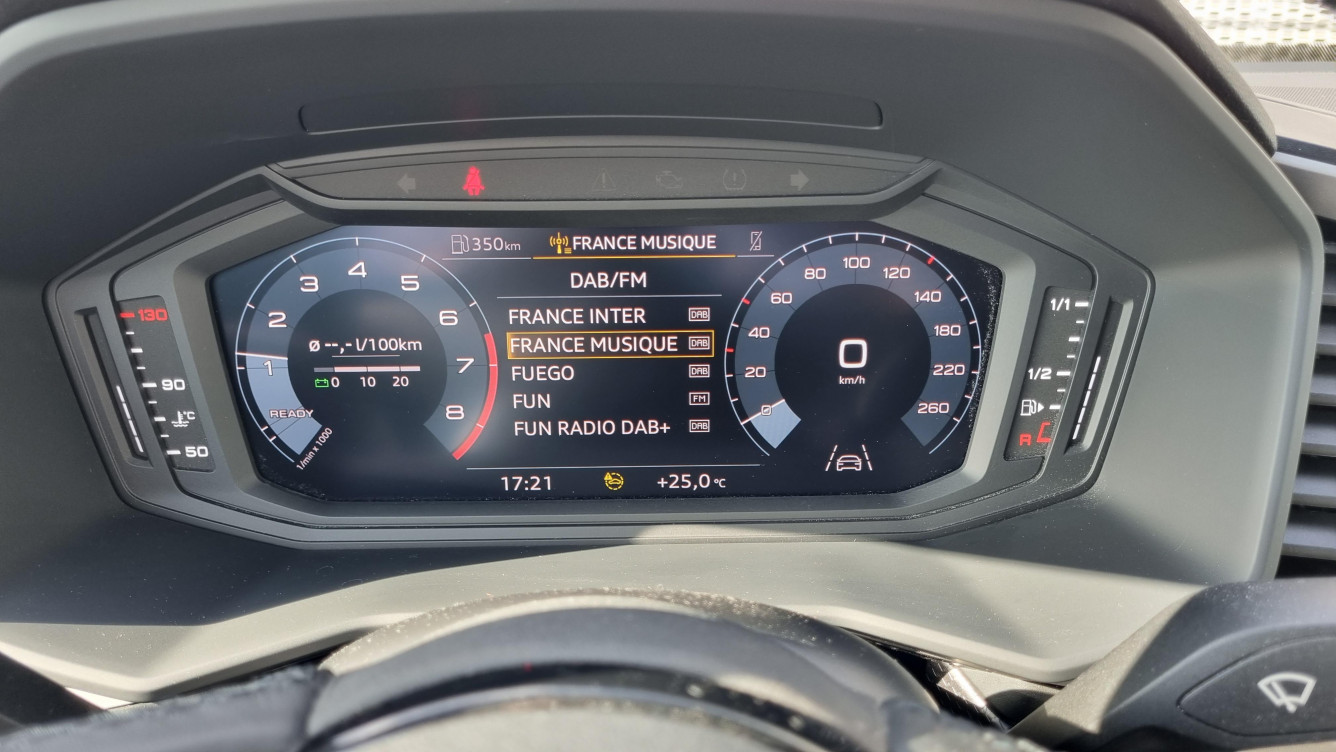 350km
FRANCE MUSIQUE
DAB/FM
FRANCE INTER DAB
FRANCE MUSIQUE DAB
FUEGO DAB
FUN FM
FUN RADIO DAB+ DAB
17:21
+25,0 °C
130
90
°C
50
1
2
3
4
5
6
7
8
READY
1/min x 1000
ø --,- l/100km
0 10 20
0
20
40
60
80
100
120
140
180
220
260
0
km/h
1/1
1/2
R